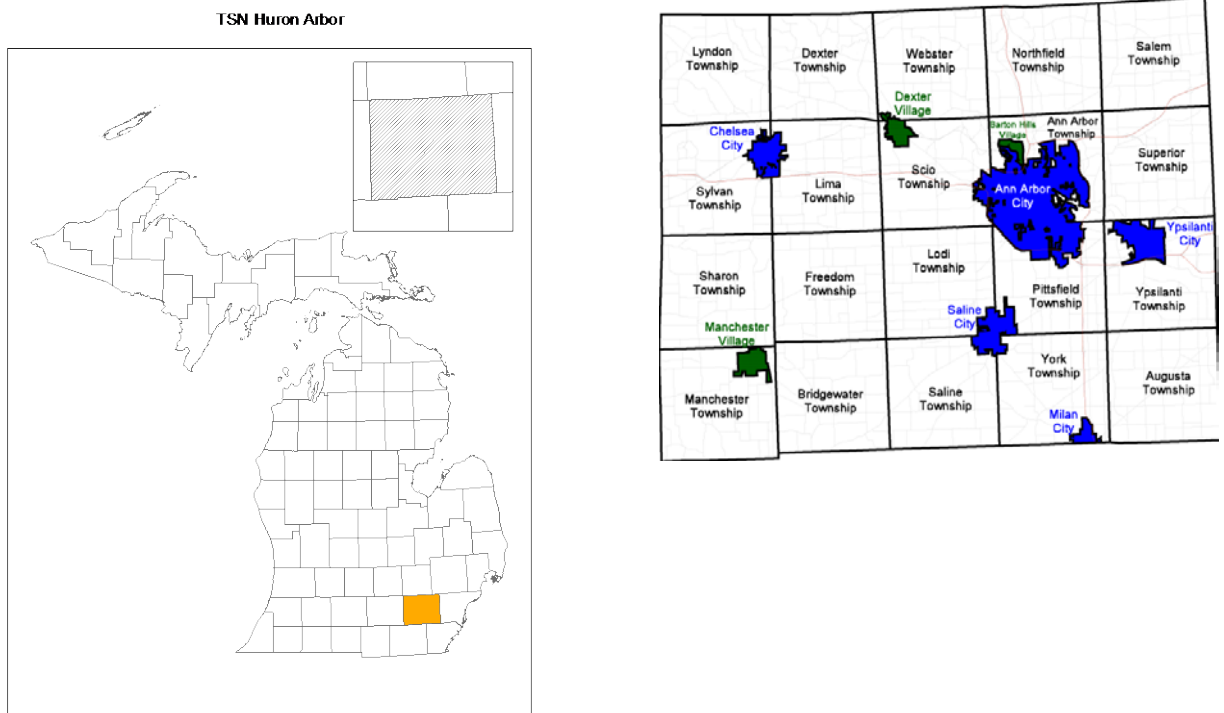 TSN Huron Arbor
Lyndon
Township
Dexter
Township
Webster
Township
Northfield
Township
Salem
Township
Dexter
Village
Chelsea
City
Barton Hills
Village
Ann Arbor
Township
Superior
Township
Sylvan
Township
Lima
Township
Scio
Township
Ann Arbor
City
Ypsilanti
City
Sharon
Township
Freedom
Township
Lodi
Township
Pittsfield
Township
Ypsilanti
Township
Saline
City
Manchester
Village
Manchester
Township
Bridgewater
Township
Saline
Township
York
Township
Augusta
Township
Milan
City